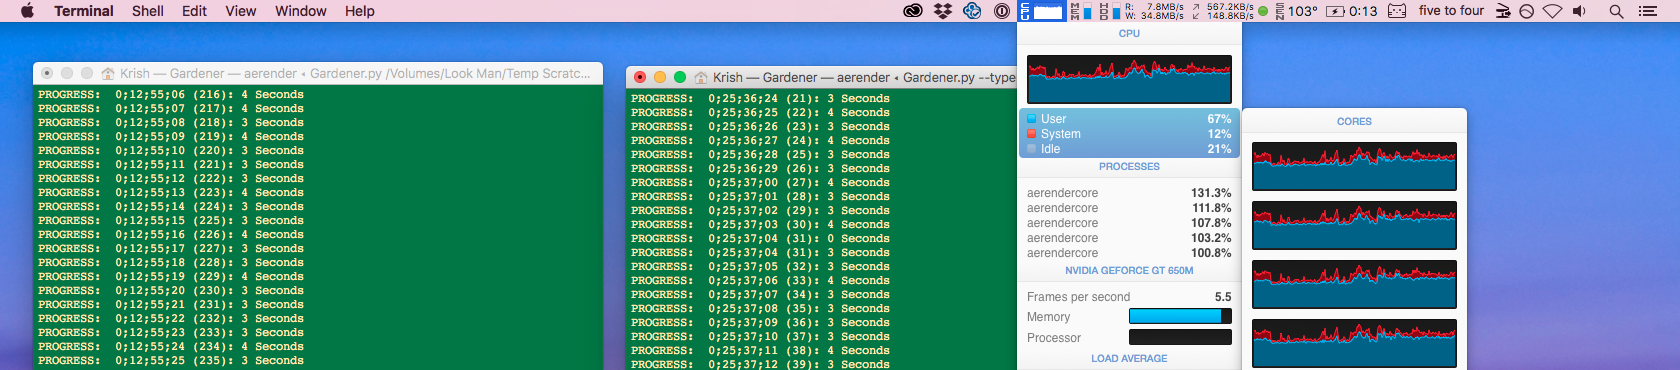 Terminal Shell Edit View Window Help
CPU MEM HDD R: 7.8MB/s W: 34.8MB/s 567.2KB/s 148.8KB/s SEN 103° 0:13 five to four
Krish — Gardener — aerender ◂ Gardener.py /Volumes/Look Man/Temp Scratc...
PROGRESS: 0;12;55;06 (216): 4 Seconds
PROGRESS: 0;12;55;07 (217): 4 Seconds
PROGRESS: 0;12;55;08 (218): 3 Seconds
PROGRESS: 0;12;55;09 (219): 4 Seconds
PROGRESS: 0;12;55;10 (220): 3 Seconds
PROGRESS: 0;12;55;11 (221): 3 Seconds
PROGRESS: 0;12;55;12 (222): 3 Seconds
PROGRESS: 0;12;55;13 (223): 4 Seconds
PROGRESS: 0;12;55;14 (224): 3 Seconds
PROGRESS: 0;12;55;15 (225): 3 Seconds
PROGRESS: 0;12;55;16 (226): 4 Seconds
PROGRESS: 0;12;55;17 (227): 3 Seconds
PROGRESS: 0;12;55;18 (228): 3 Seconds
PROGRESS: 0;12;55;19 (229): 4 Seconds
PROGRESS: 0;12;55;20 (230): 3 Seconds
PROGRESS: 0;12;55;21 (231): 3 Seconds
PROGRESS: 0;12;55;22 (232): 3 Seconds
PROGRESS: 0;12;55;23 (233): 3 Seconds
PROGRESS: 0;12;55;24 (234): 4 Seconds
PROGRESS: 0;12;55;25 (235): 3 Seconds
Krish — Gardener — aerender ◂ Gardener.py --type
PROGRESS: 0;25;36;24 (21): 3 Seconds
PROGRESS: 0;25;36;25 (22): 4 Seconds
PROGRESS: 0;25;36;26 (23): 3 Seconds
PROGRESS: 0;25;36;27 (24): 4 Seconds
PROGRESS: 0;25;36;28 (25): 3 Seconds
PROGRESS: 0;25;36;29 (26): 3 Seconds
PROGRESS: 0;25;37;00 (27): 4 Seconds
PROGRESS: 0;25;37;01 (28): 3 Seconds
PROGRESS: 0;25;37;02 (29): 3 Seconds
PROGRESS: 0;25;37;03 (30): 4 Seconds
PROGRESS: 0;25;37;04 (31): 0 Seconds
PROGRESS: 0;25;37;04 (31): 3 Seconds
PROGRESS: 0;25;37;05 (32): 3 Seconds
PROGRESS: 0;25;37;06 (33): 4 Seconds
PROGRESS: 0;25;37;07 (34): 3 Seconds
PROGRESS: 0;25;37;08 (35): 3 Seconds
PROGRESS: 0;25;37;09 (36): 3 Seconds
PROGRESS: 0;25;37;10 (37): 3 Seconds
PROGRESS: 0;25;37;11 (38): 4 Seconds
PROGRESS: 0;25;37;12 (39): 3 Seconds
CPU
User 67%
System 12%
Idle 21%
PROCESSES
aerendercore 131.3%
aerendercore 111.8%
aerendercore 107.8%
aerendercore 103.2%
aerendercore 100.8%
NVIDIA GEFORCE GT 650M
Frames per second 5.5
Memory
Processor
LOAD AVERAGE
CORES